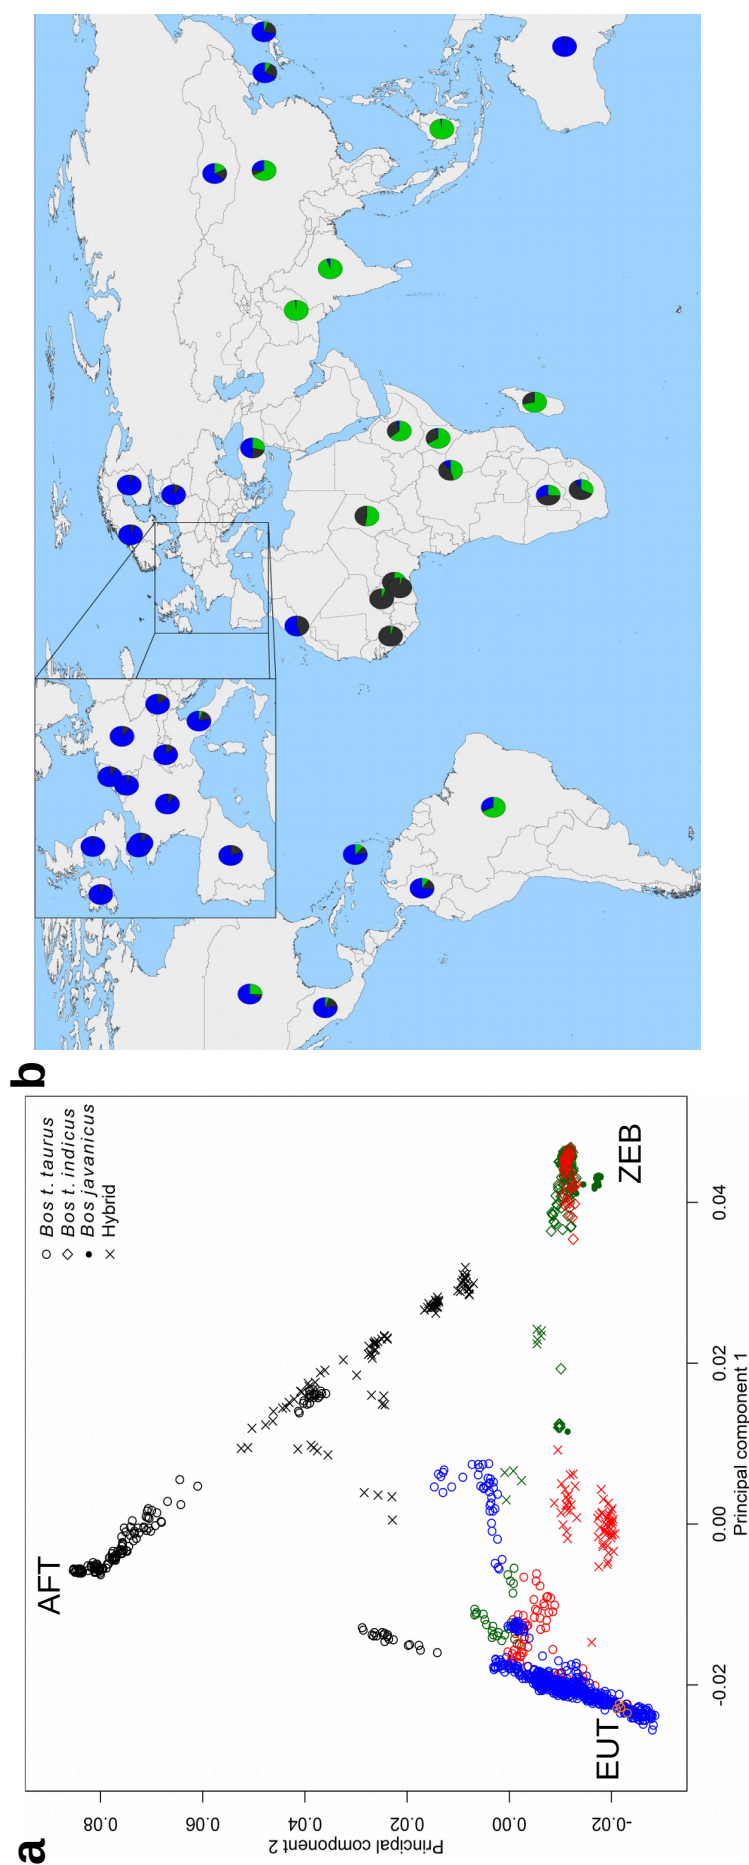 a
AFT
EUT
ZEB
Bos t. taurus
Bos t. indicus
Bos javanicus
Hybrid
Principal component 2
0.08
0.06
0.04
0.02
0.00
-0.02
-0.02
0.00
0.02
0.04
Principal component 1
b